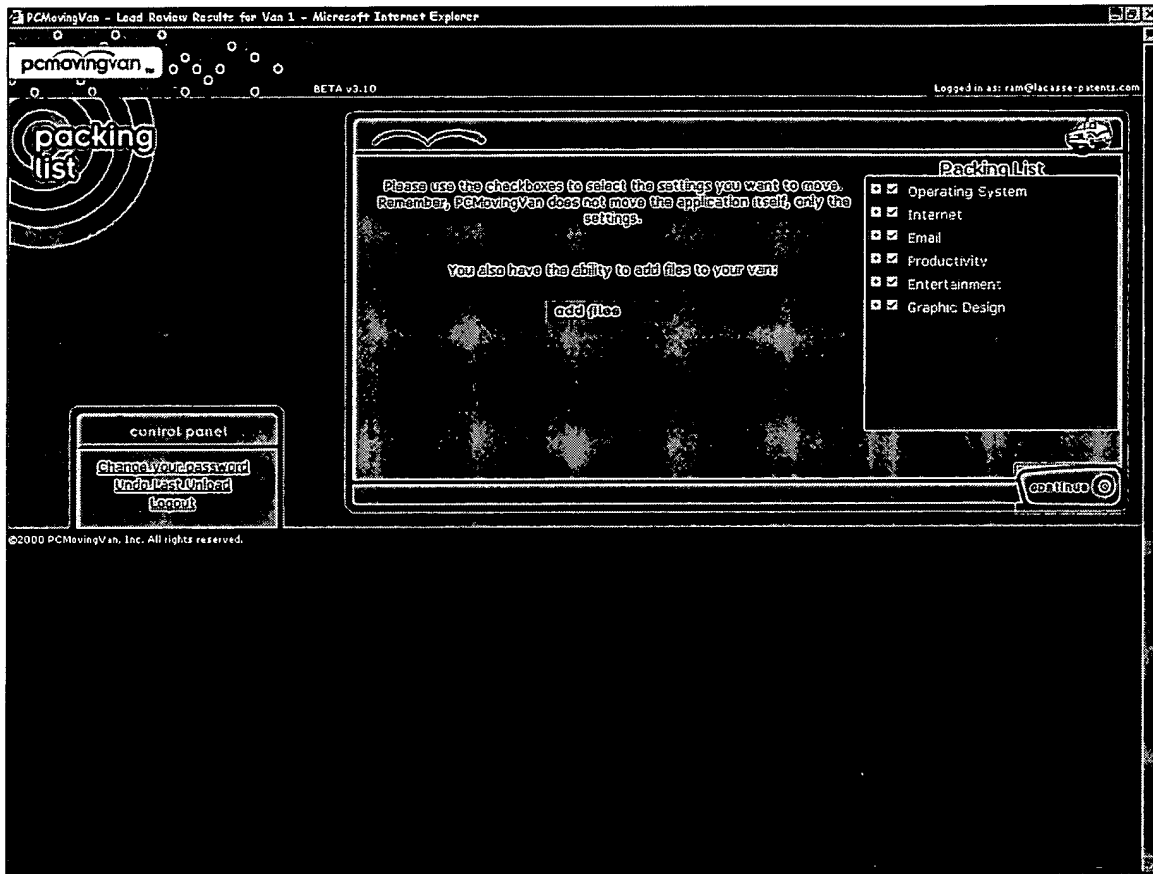 PCMovingVan - Load Review Results for Van 1 - Microsoft Internet Explorer
pcmovingvan ™
BETA v3.10
Logged in as: ram@lacasse-patents.com
packing
list
Please use the checkboxes to select the settings you want to move.
Remember, PCMovingVan does not move the application itself, only the
settings.
You also have the ability to add files to your van:
add files
Packing List
Operating System
Internet
Email
Productivity
Entertainment
Graphic Design
control panel
Change your password
Undo Last Unload
Logout
continue
©2000 PCMovingVan, Inc. All rights reserved.